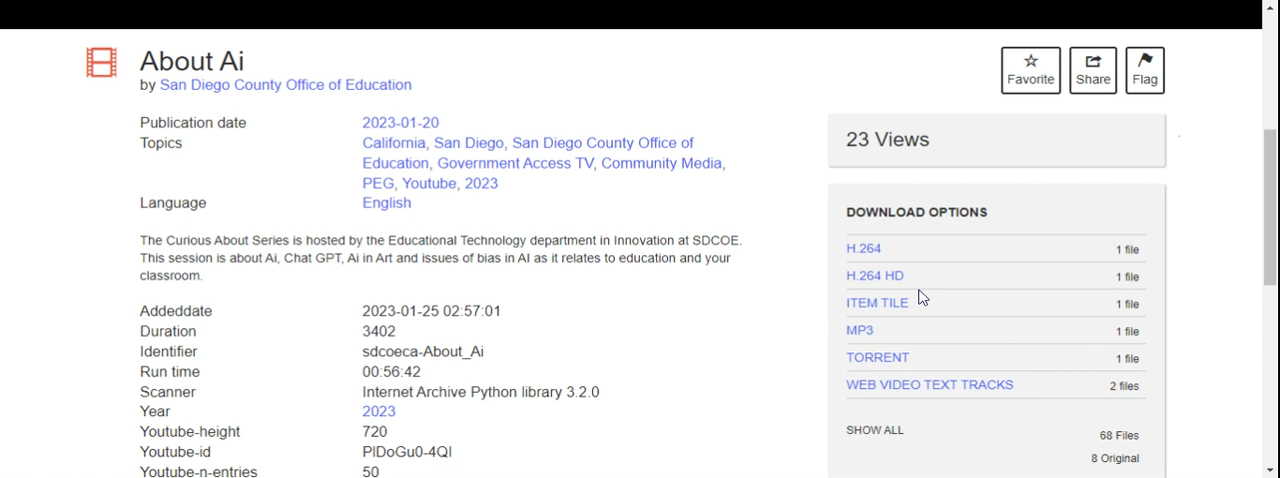 About Ai
by San Diego County Office of Education
Favorite
Share
Flag
Publication date 2023-01-20
Topics California, San Diego, San Diego County Office of
Education, Government Access TV, Community Media,
PEG, Youtube, 2023
Language English
The Curious About Series is hosted by the Educational Technology department in Innovation at SDCOE.
This session is about Ai, Chat GPT, Ai in Art and issues of bias in AI as it relates to education and your
classroom.
Addeddate 2023-01-25 02:57:01
Duration 3402
Identifier sdcoeca-About_Ai
Run time 00:56:42
Scanner Internet Archive Python library 3.2.0
Year 2023
Youtube-height 720
Youtube-id PlDoGu0-4QI
Youtube-n-entries 50
23 Views
DOWNLOAD OPTIONS
H.264 1 file
H.264 HD 1 file
ITEM TILE 1 file
MP3 1 file
TORRENT 1 file
WEB VIDEO TEXT TRACKS 2 files
SHOW ALL 68 Files
8 Original